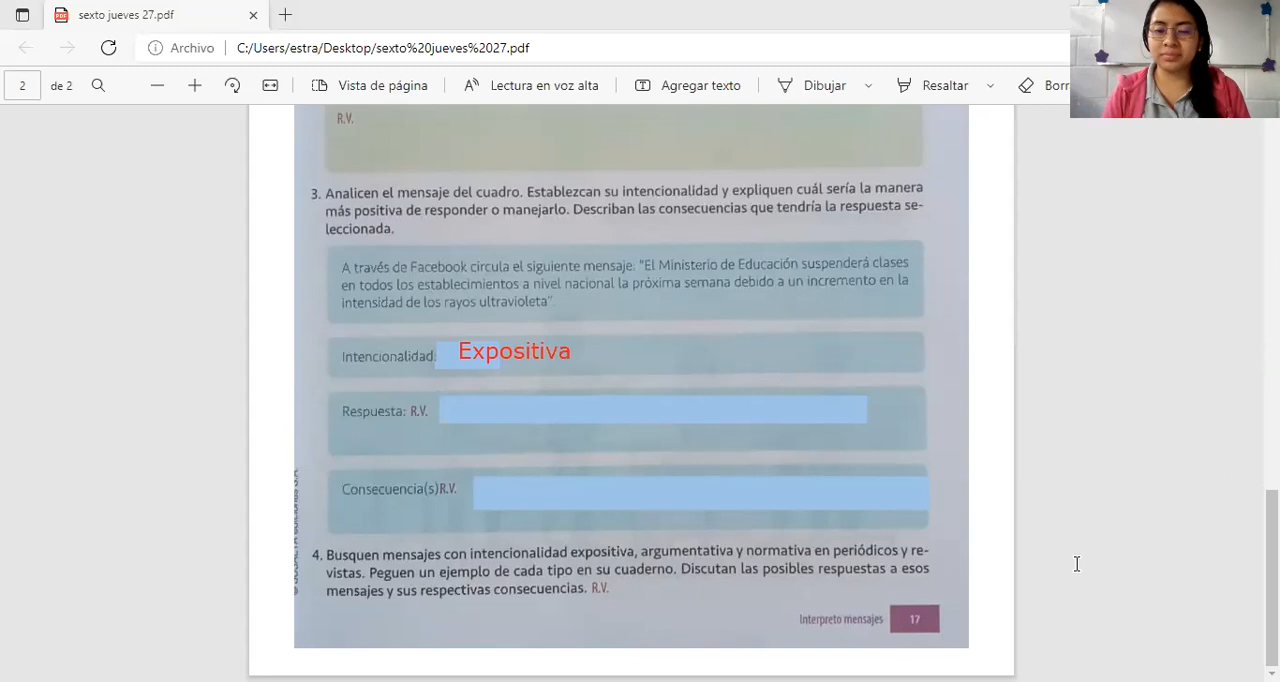 sexto jueves 27.pdf
Archivo
C:/Users/estra/Desktop/sexto%20jueves%2027.pdf
2
de 2
Vista de página
Lectura en voz alta
Agregar texto
Dibujar
Resaltar
Borr
R.V.
3. Analicen el mensaje del cuadro. Establezcan su intencionalidad y expliquen cuál sería la manera
más positiva de responder o manejarlo. Describan las consecuencias que tendría la respuesta se-
leccionada.
A través de Facebook circula el siguiente mensaje: "El Ministerio de Educación suspenderá clases
en todos los establecimientos a nivel nacional la próxima semana debido a un incremento en la
intensidad de los rayos ultravioleta".
Intencionalidad: Expositiva
Respuesta: R.V.
Consecuencia(s)R.V.
4. Busquen mensajes con intencionalidad expositiva, argumentativa y normativa en periódicos y re-
vistas. Peguen un ejemplo de cada tipo en su cuaderno. Discutan las posibles respuestas a esos
mensajes y sus respectivas consecuencias. R.V.
Interpreto mensajes 17